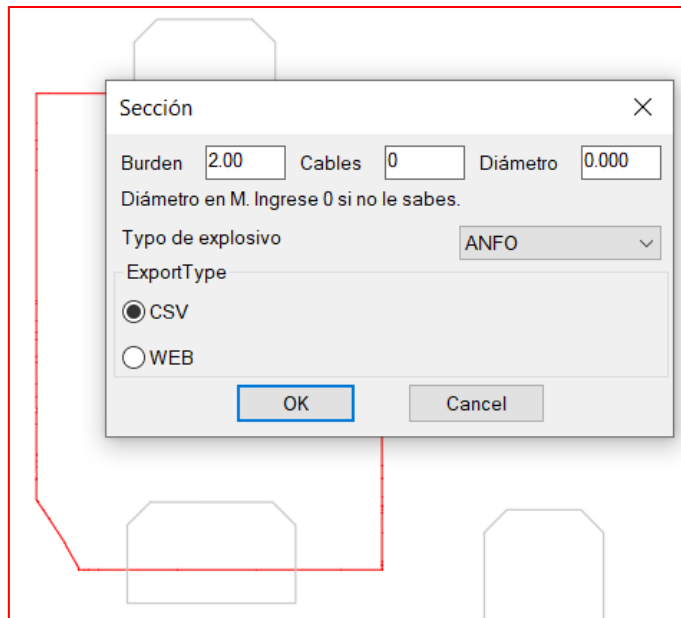 Sección
Burden 2.00 Cables 0 Diámetro 0.000
Diámetro en M. Ingrese 0 si no le sabes.
Typo de explosivo ANFO
ExportType
CSV
WEB
OK Cancel